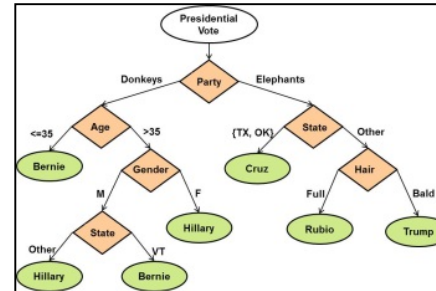 Presidential
Vote
Donkeys
Party
Elephants
<=35
Age
>35
{TX, OK}
State
Other
Bernie
Gender
Cruz
Hair
M
F
Full
Bald
Other
State
VT
Hillary
Rubio
Trump
Hillary
Bernie